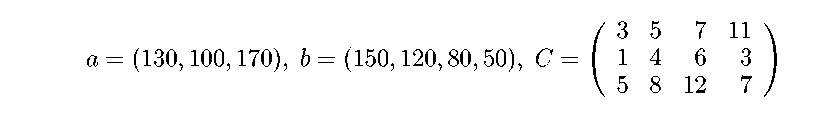 a = (130, 100, 170), b = (150, 120, 80, 50), C = ( 3 5 7 11
1 4 6 3
5 8 12 7 )